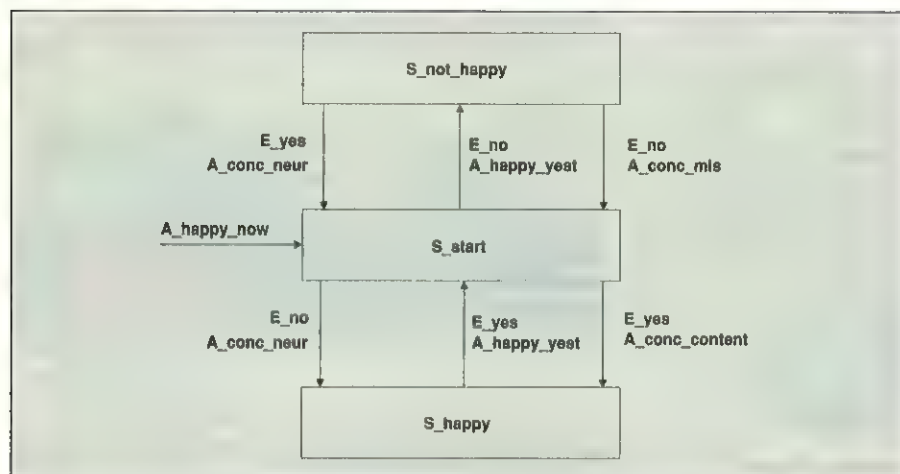 S_not_happy
E_yes
A_conc_neur
E_no
A_happy_yest
E_no
A_conc_mis
A_happy_now
S_start
E_no
A_conc_neur
E_yes
A_happy_yest
E_yes
A_conc_content
S_happy